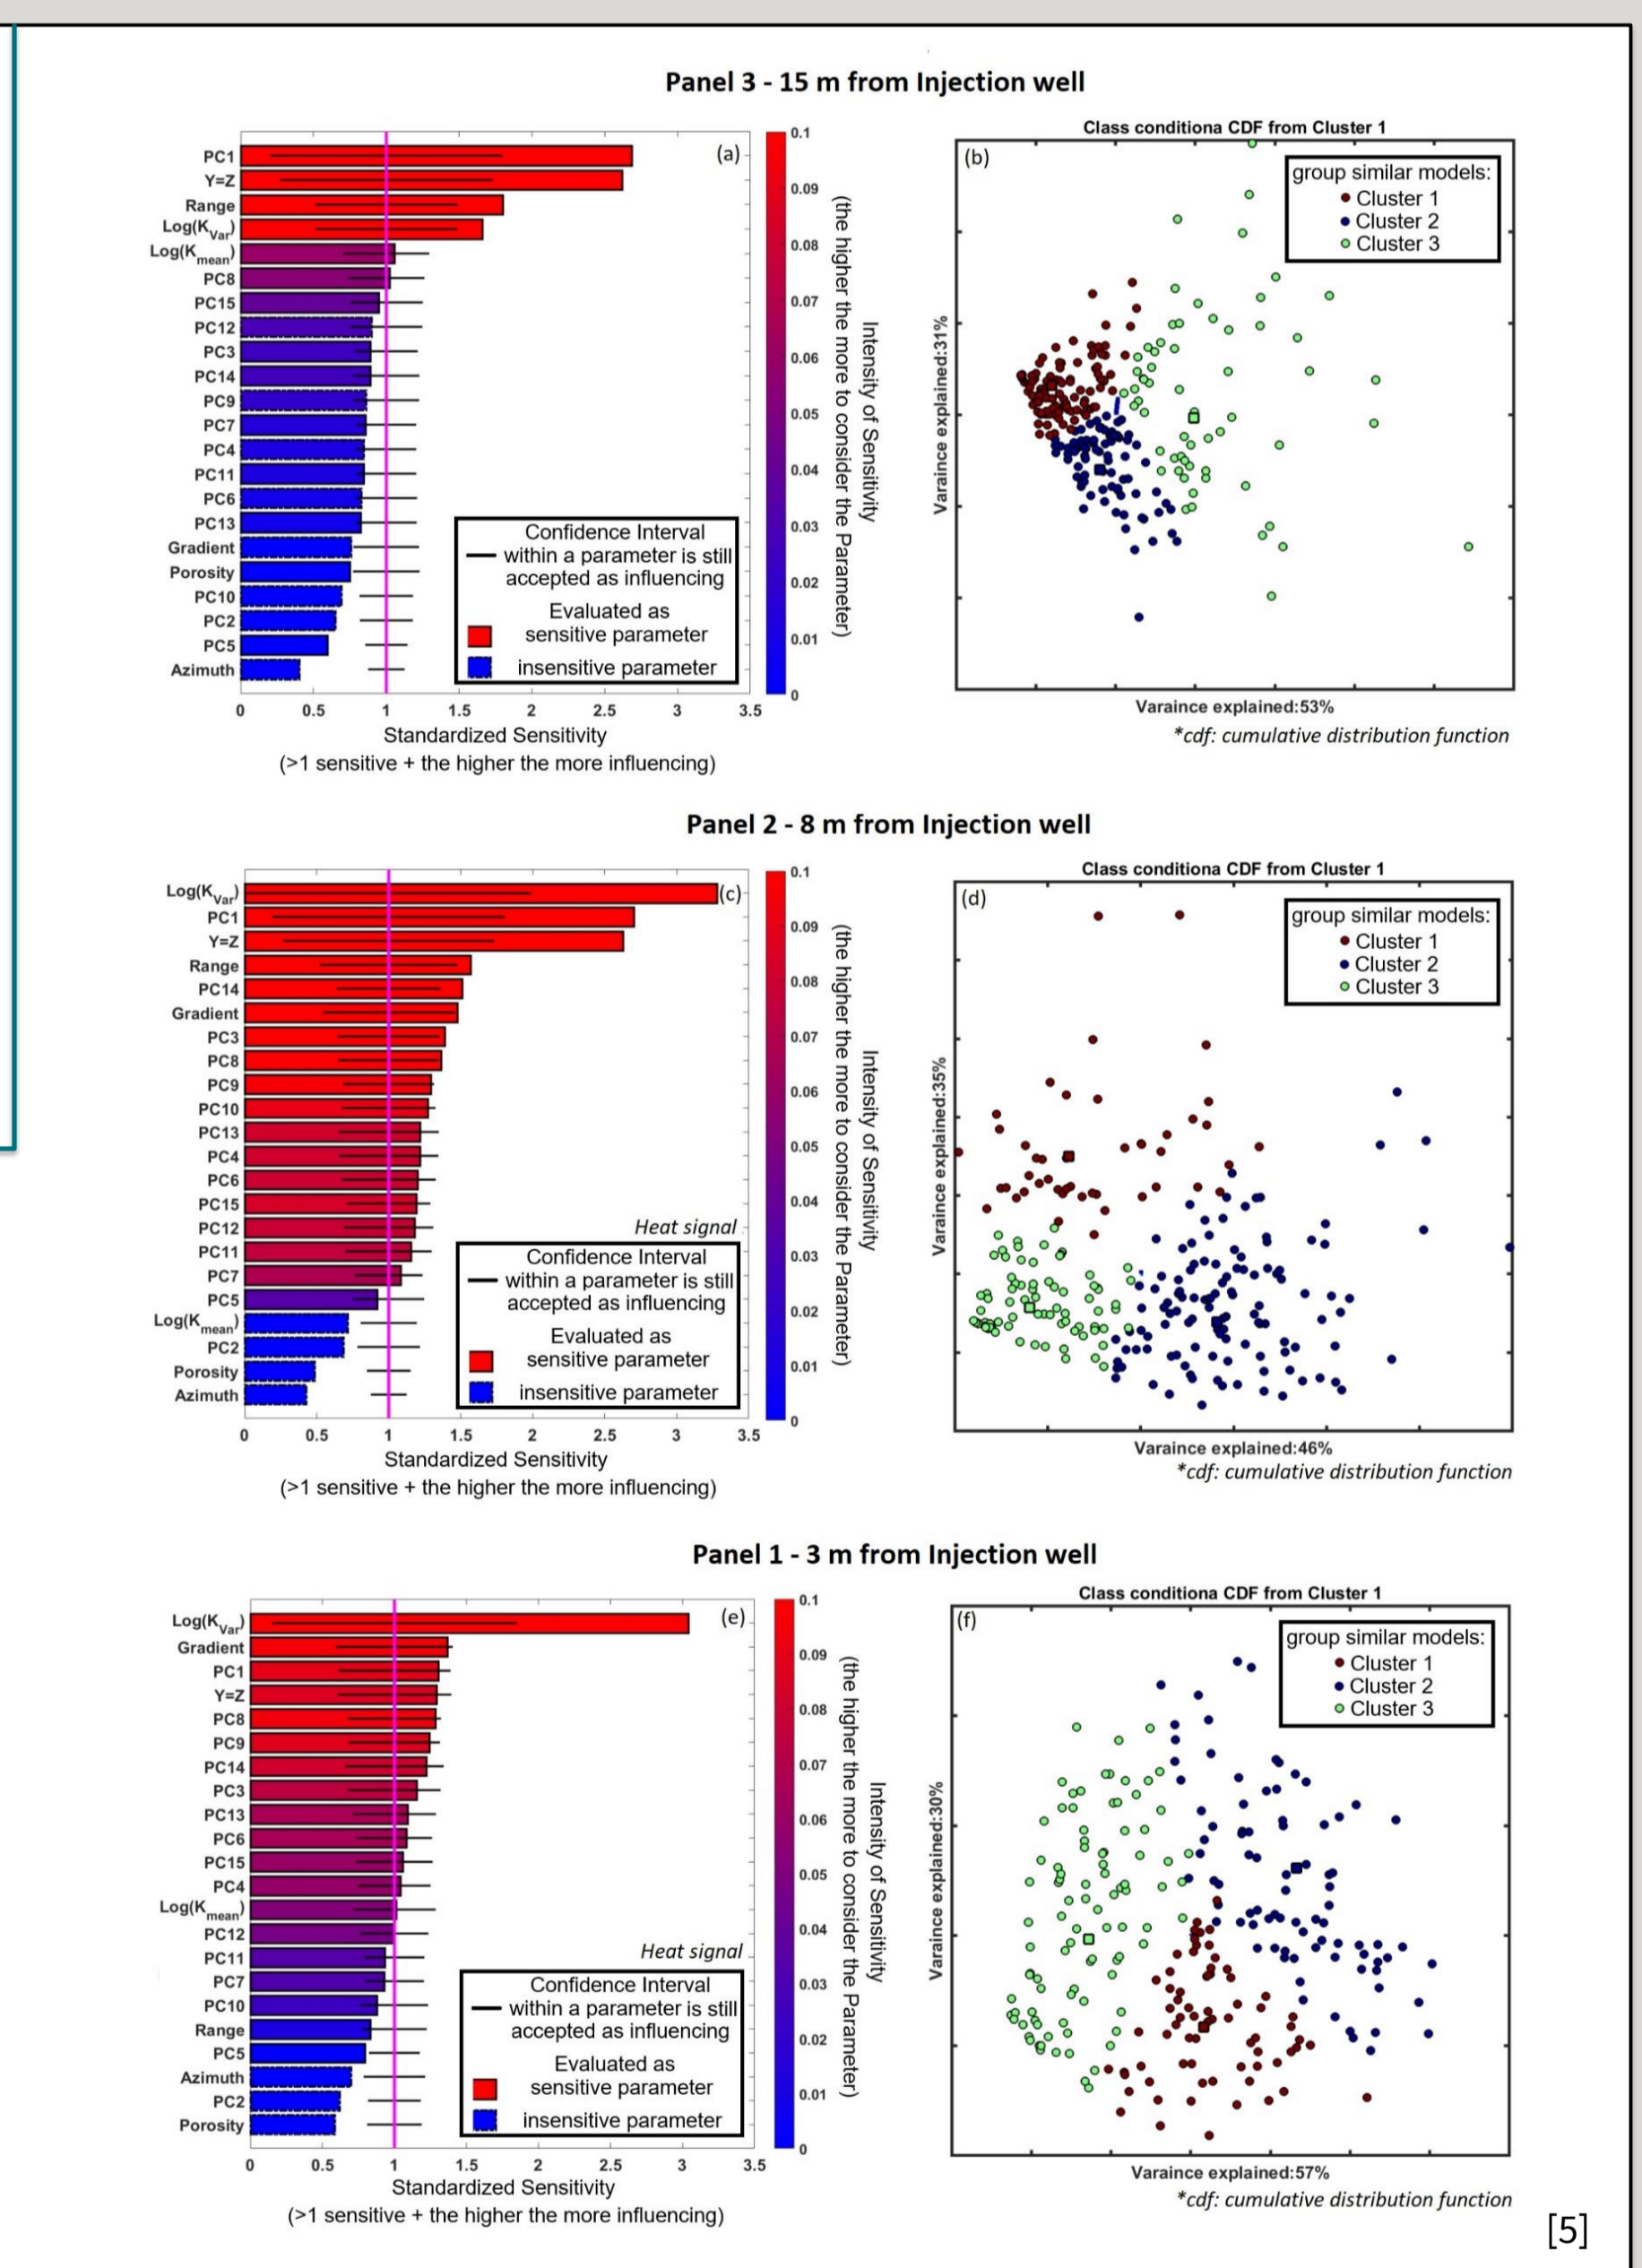 Panel 3 - 15 m from Injection well
(a)
PC1
Y=Z
Range
Log(KVar)
Log(Kmean)
PC8
PC15
PC12
PC3
PC14
PC9
PC7
PC4
PC11
PC6
PC13
Gradient
Porosity
PC10
PC2
PC5
Azimuth
0 0.5 1 1.5 2 2.5 3 3.5
Standardized Sensitivity
(>1 sensitive + the higher the more influencing)
Confidence Interval
within a parameter is still
accepted as influencing
Evaluated as
sensitive parameter
insensitive parameter
0.1
0.09
0.08
0.07
0.06
0.05
0.04
0.03
0.02
0.01
0
Intensity of Sensitivity
(the higher the more to consider the Parameter)
Class conditiona CDF from Cluster 1
(b)
group similar models:
Cluster 1
Cluster 2
Cluster 3
Varaince explained:31%
Varaince explained:53%
*cdf: cumulative distribution function
Panel 2 - 8 m from Injection well
(c)
Log(KVar)
PC1
Y=Z
Range
PC14
Gradient
PC3
PC8
PC9
PC10
PC13
PC4
PC6
PC15
PC12
PC11
PC7
PC5
Log(Kmean)
PC2
Porosity
Azimuth
0 0.5 1 1.5 2 2.5 3 3.5
Standardized Sensitivity
(>1 sensitive + the higher the more influencing)
Heat signal
Confidence Interval
within a parameter is still
accepted as influencing
Evaluated as
sensitive parameter
insensitive parameter
0.1
0.09
0.08
0.07
0.06
0.05
0.04
0.03
0.02
0.01
0
Intensity of Sensitivity
(the higher the more to consider the Parameter)
Class conditiona CDF from Cluster 1
(d)
group similar models:
Cluster 1
Cluster 2
Cluster 3
Varaince explained:35%
Varaince explained:46%
*cdf: cumulative distribution function
Panel 1 - 3 m from Injection well
(e)
Log(KVar)
Gradient
PC1
Y=Z
PC8
PC9
PC14
PC3
PC13
PC6
PC15
PC4
Log(Kmean)
PC12
PC11
PC7
PC10
Range
PC5
Azimuth
PC2
Porosity
0 0.5 1 1.5 2 2.5 3 3.5
Standardized Sensitivity
(>1 sensitive + the higher the more influencing)
Heat signal
Confidence Interval
within a parameter is still
accepted as influencing
Evaluated as
sensitive parameter
insensitive parameter
0.1
0.09
0.08
0.07
0.06
0.05
0.04
0.03
0.02
0.01
0
Intensity of Sensitivity
(the higher the more to consider the Parameter)
Class conditiona CDF from Cluster 1
(f)
group similar models:
Cluster 1
Cluster 2
Cluster 3
Varaince explained:30%
Varaince explained:57%
*cdf: cumulative distribution function
[5]